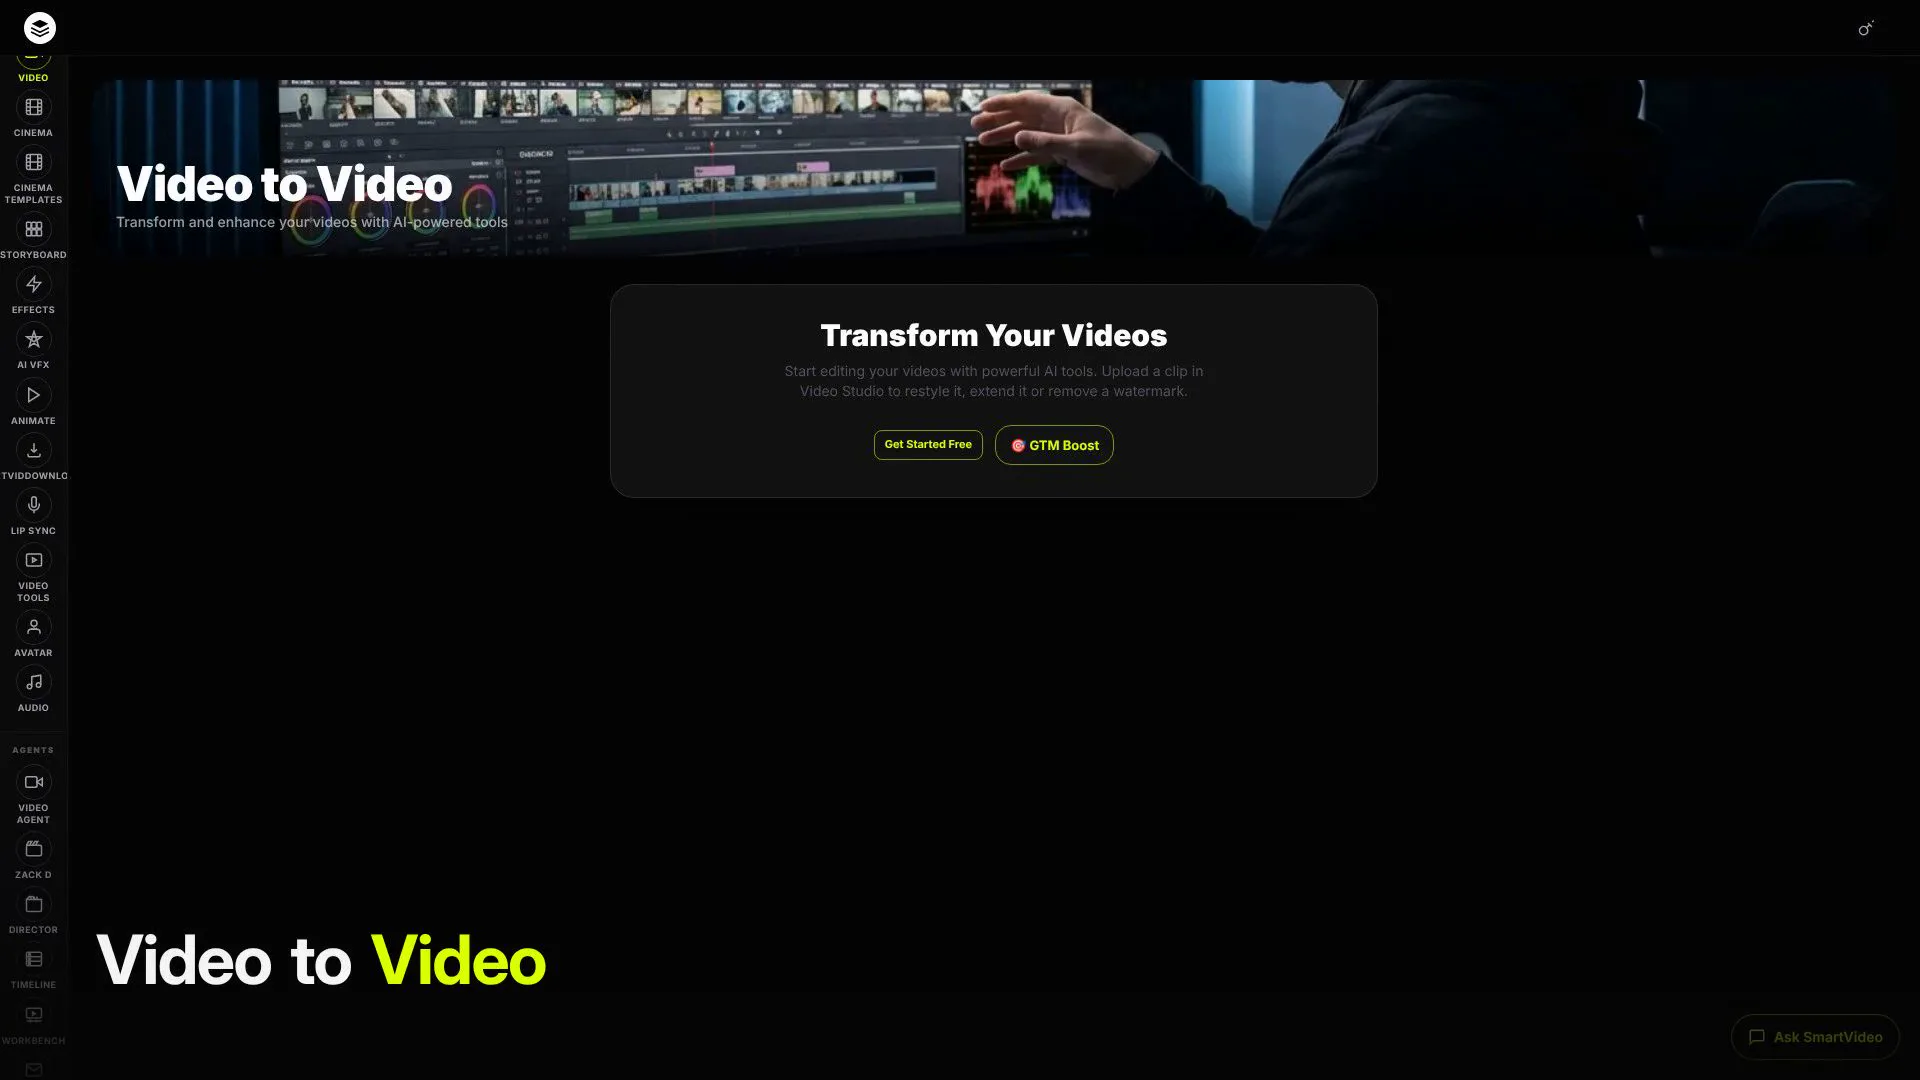 VIDEO
CINEMA
CINEMA
TEMPLATES
STORYBOARD
EFFECTS
AI VFX
ANIMATE
TVIDDOWNLO
LIP SYNC
VIDEO
TOOLS
AVATAR
AUDIO
AGENTS
VIDEO
AGENT
ZACK D
DIRECTOR
TIMELINE
WORKBENCH
Video to Video
Transform and enhance your videos with AI-powered tools
Transform Your Videos
Start editing your videos with powerful AI tools. Upload a clip in
Video Studio to restyle it, extend it or remove a watermark.
Get Started Free
🎯 GTM Boost
Video to Video
Ask SmartVideo